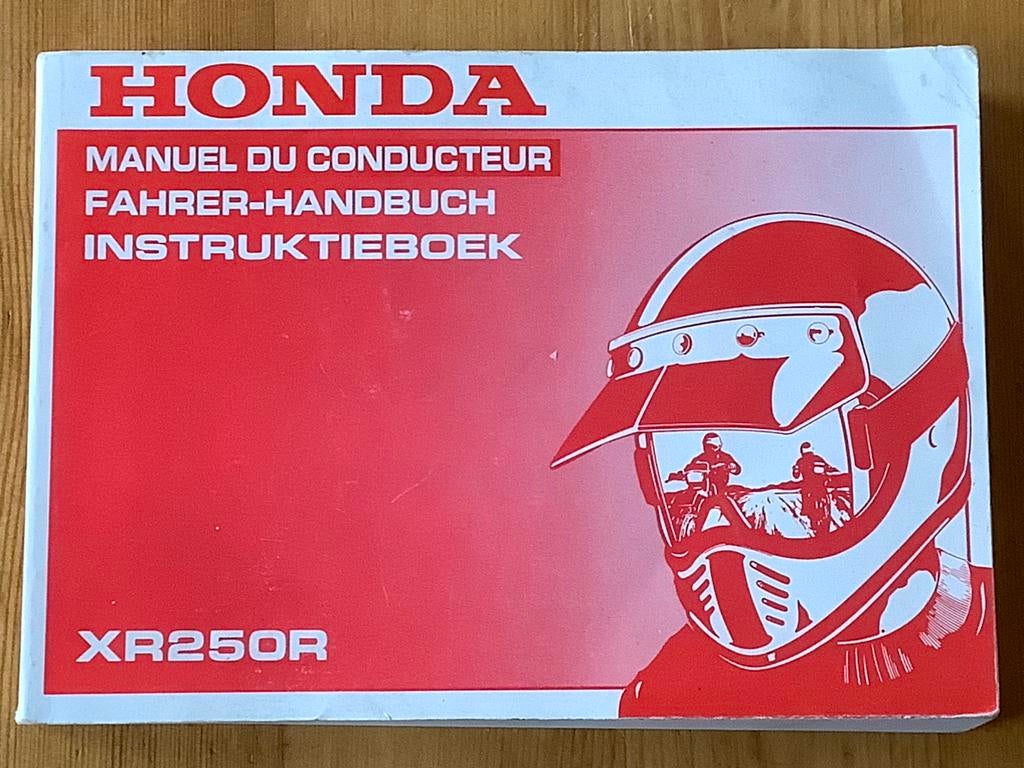 HONDA
MANUEL DU CONDUCTEUR
FAHRER-HANDBUCH
INSTRUKTIEBOEK
XR250R